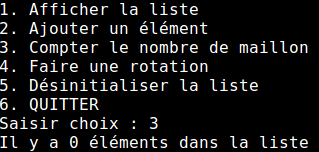 1. Afficher la liste
2. Ajouter un élément
3. Compter le nombre de maillon
4. Faire une rotation
5. Désinitialiser la liste
6. QUITTER
Saisir choix : 3
Il y a 0 éléments dans la liste